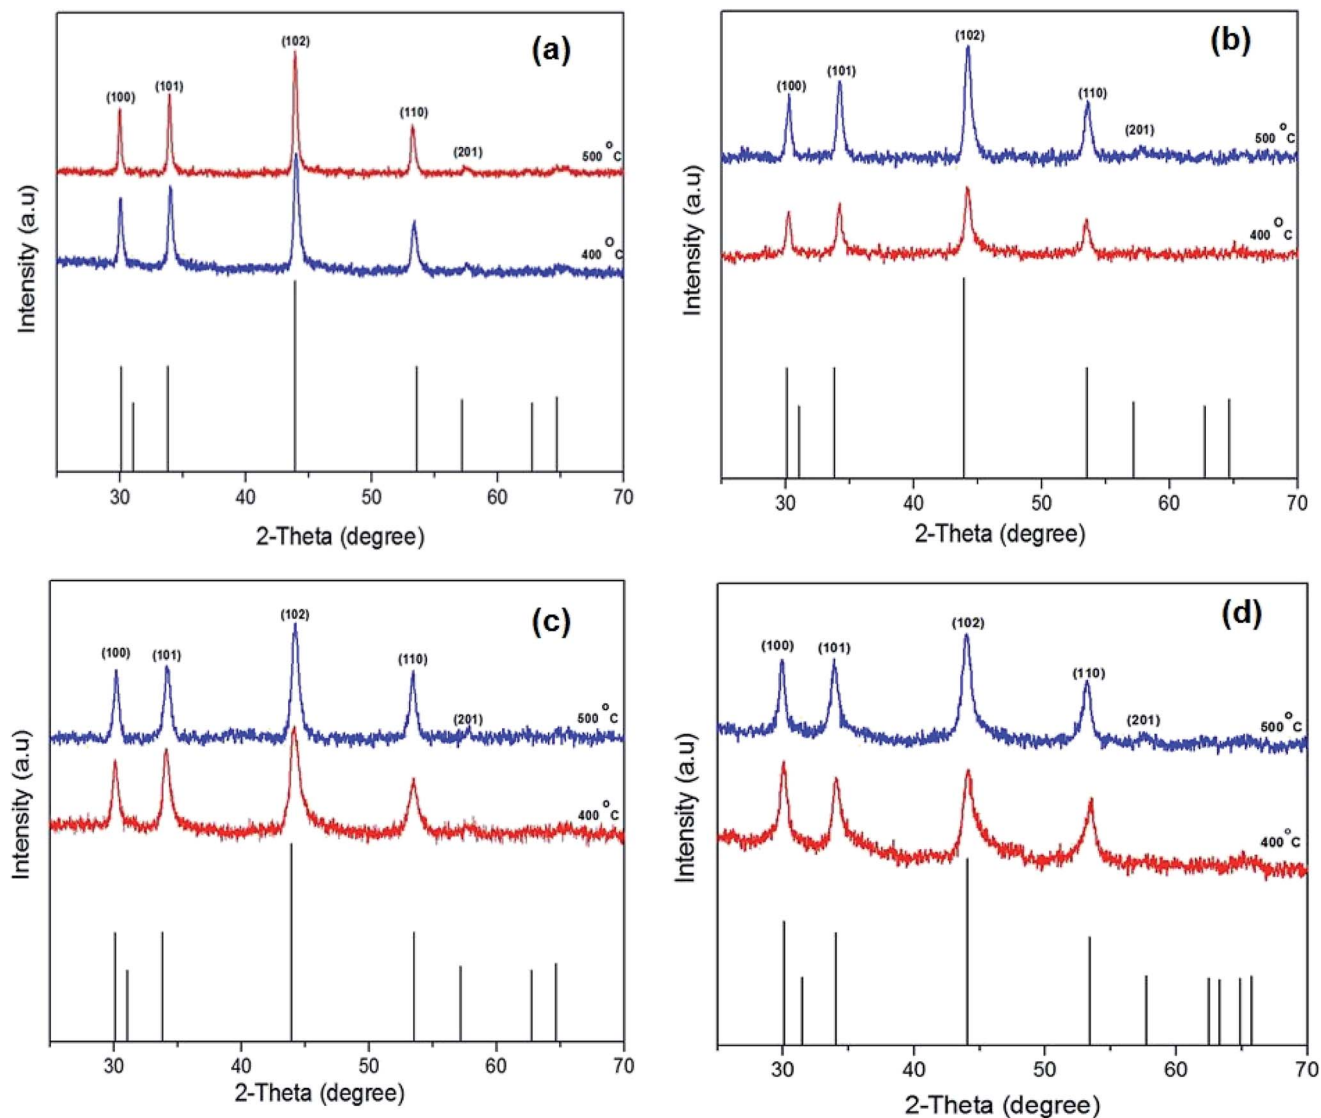 (a)
(102)
(101)
(100)
(110)
(201)
500 °C
400 °C
Intensity (a.u)
30 40 50 60 70
2-Theta (degree)
(b)
(102)
(101)
(100)
(110)
(201)
500 °C
400 °C
Intensity (a.u)
30 40 50 60 70
2-Theta (degree)
(c)
(102)
(100)
(101)
(110)
(201)
500 °C
400 °C
Intensity (a.u)
30 40 50 60 70
2-Theta (degree)
(d)
(102)
(100)
(101)
(110)
(201)
500°C
400°C
Intensity (a.u)
30 40 50 60 70
2-Theta (degree)